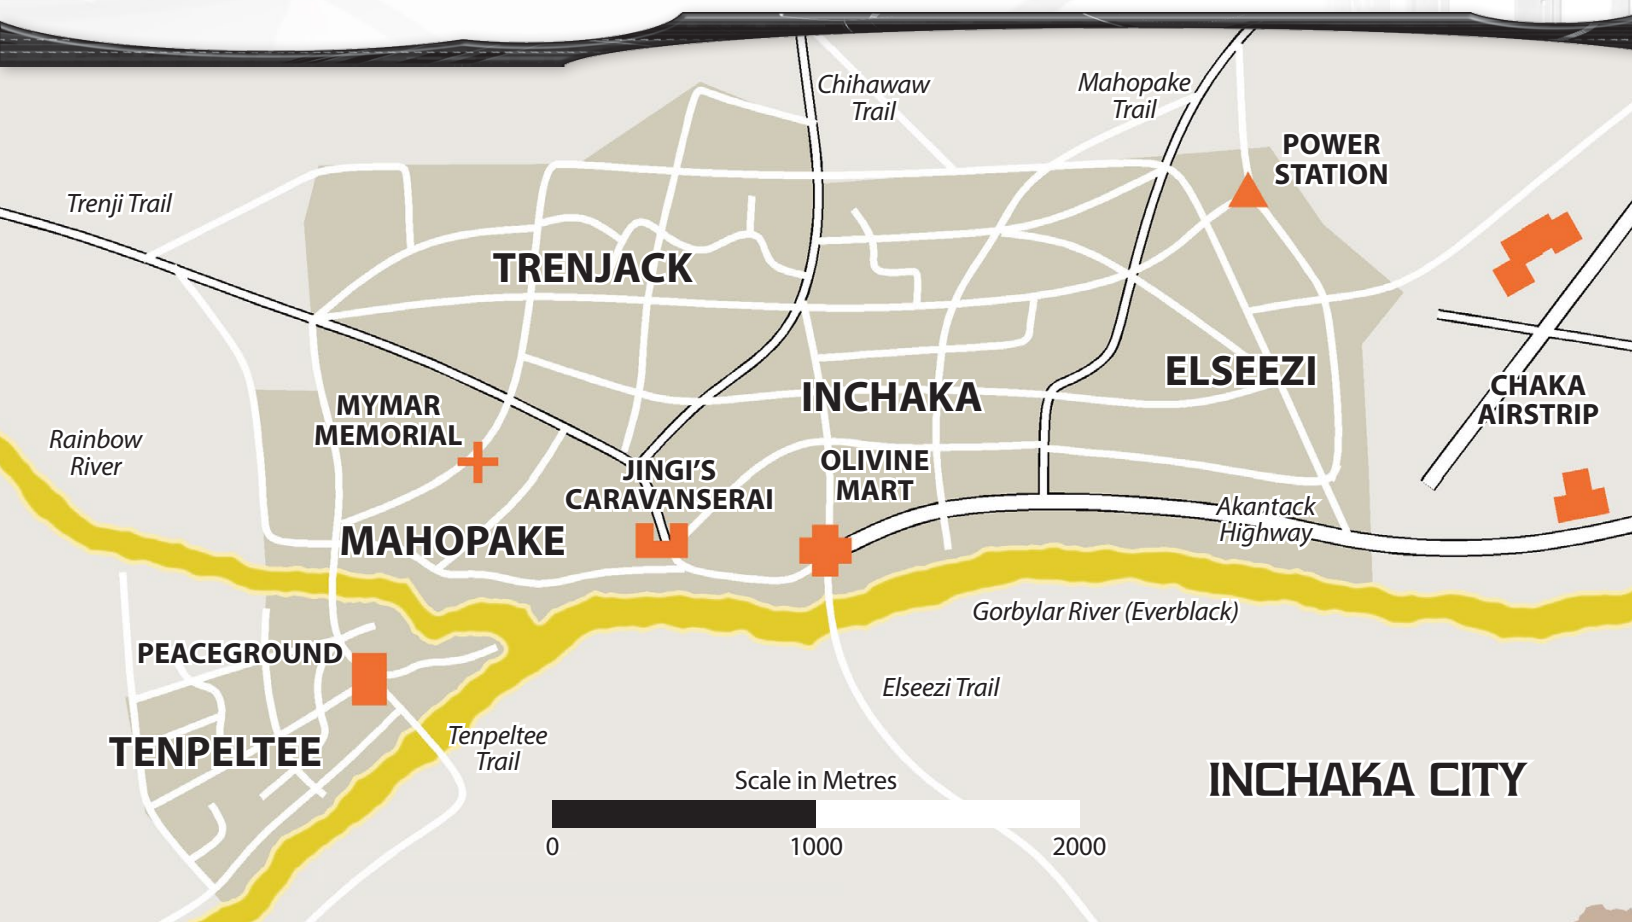 Chihawaw
Trail
Mahopake
Trail
POWER
STATION
Trenji Trail
TRENJACK
ELSEEZI
CHAKA
AIRSTRIP
INCHAKA
MYMAR
MEMORIAL
Rainbow
River
JINGI'S
CARAVANSERAI
OLIVINE
MART
Akantack
Highway
MAHOPAKE
Gorbylar River (Everblack)
PEACEGROUND
Elseezi Trail
TENPELTEE
Tenpeltee
Trail
INCHAKA CITY
Scale in Metres
0 1000 2000